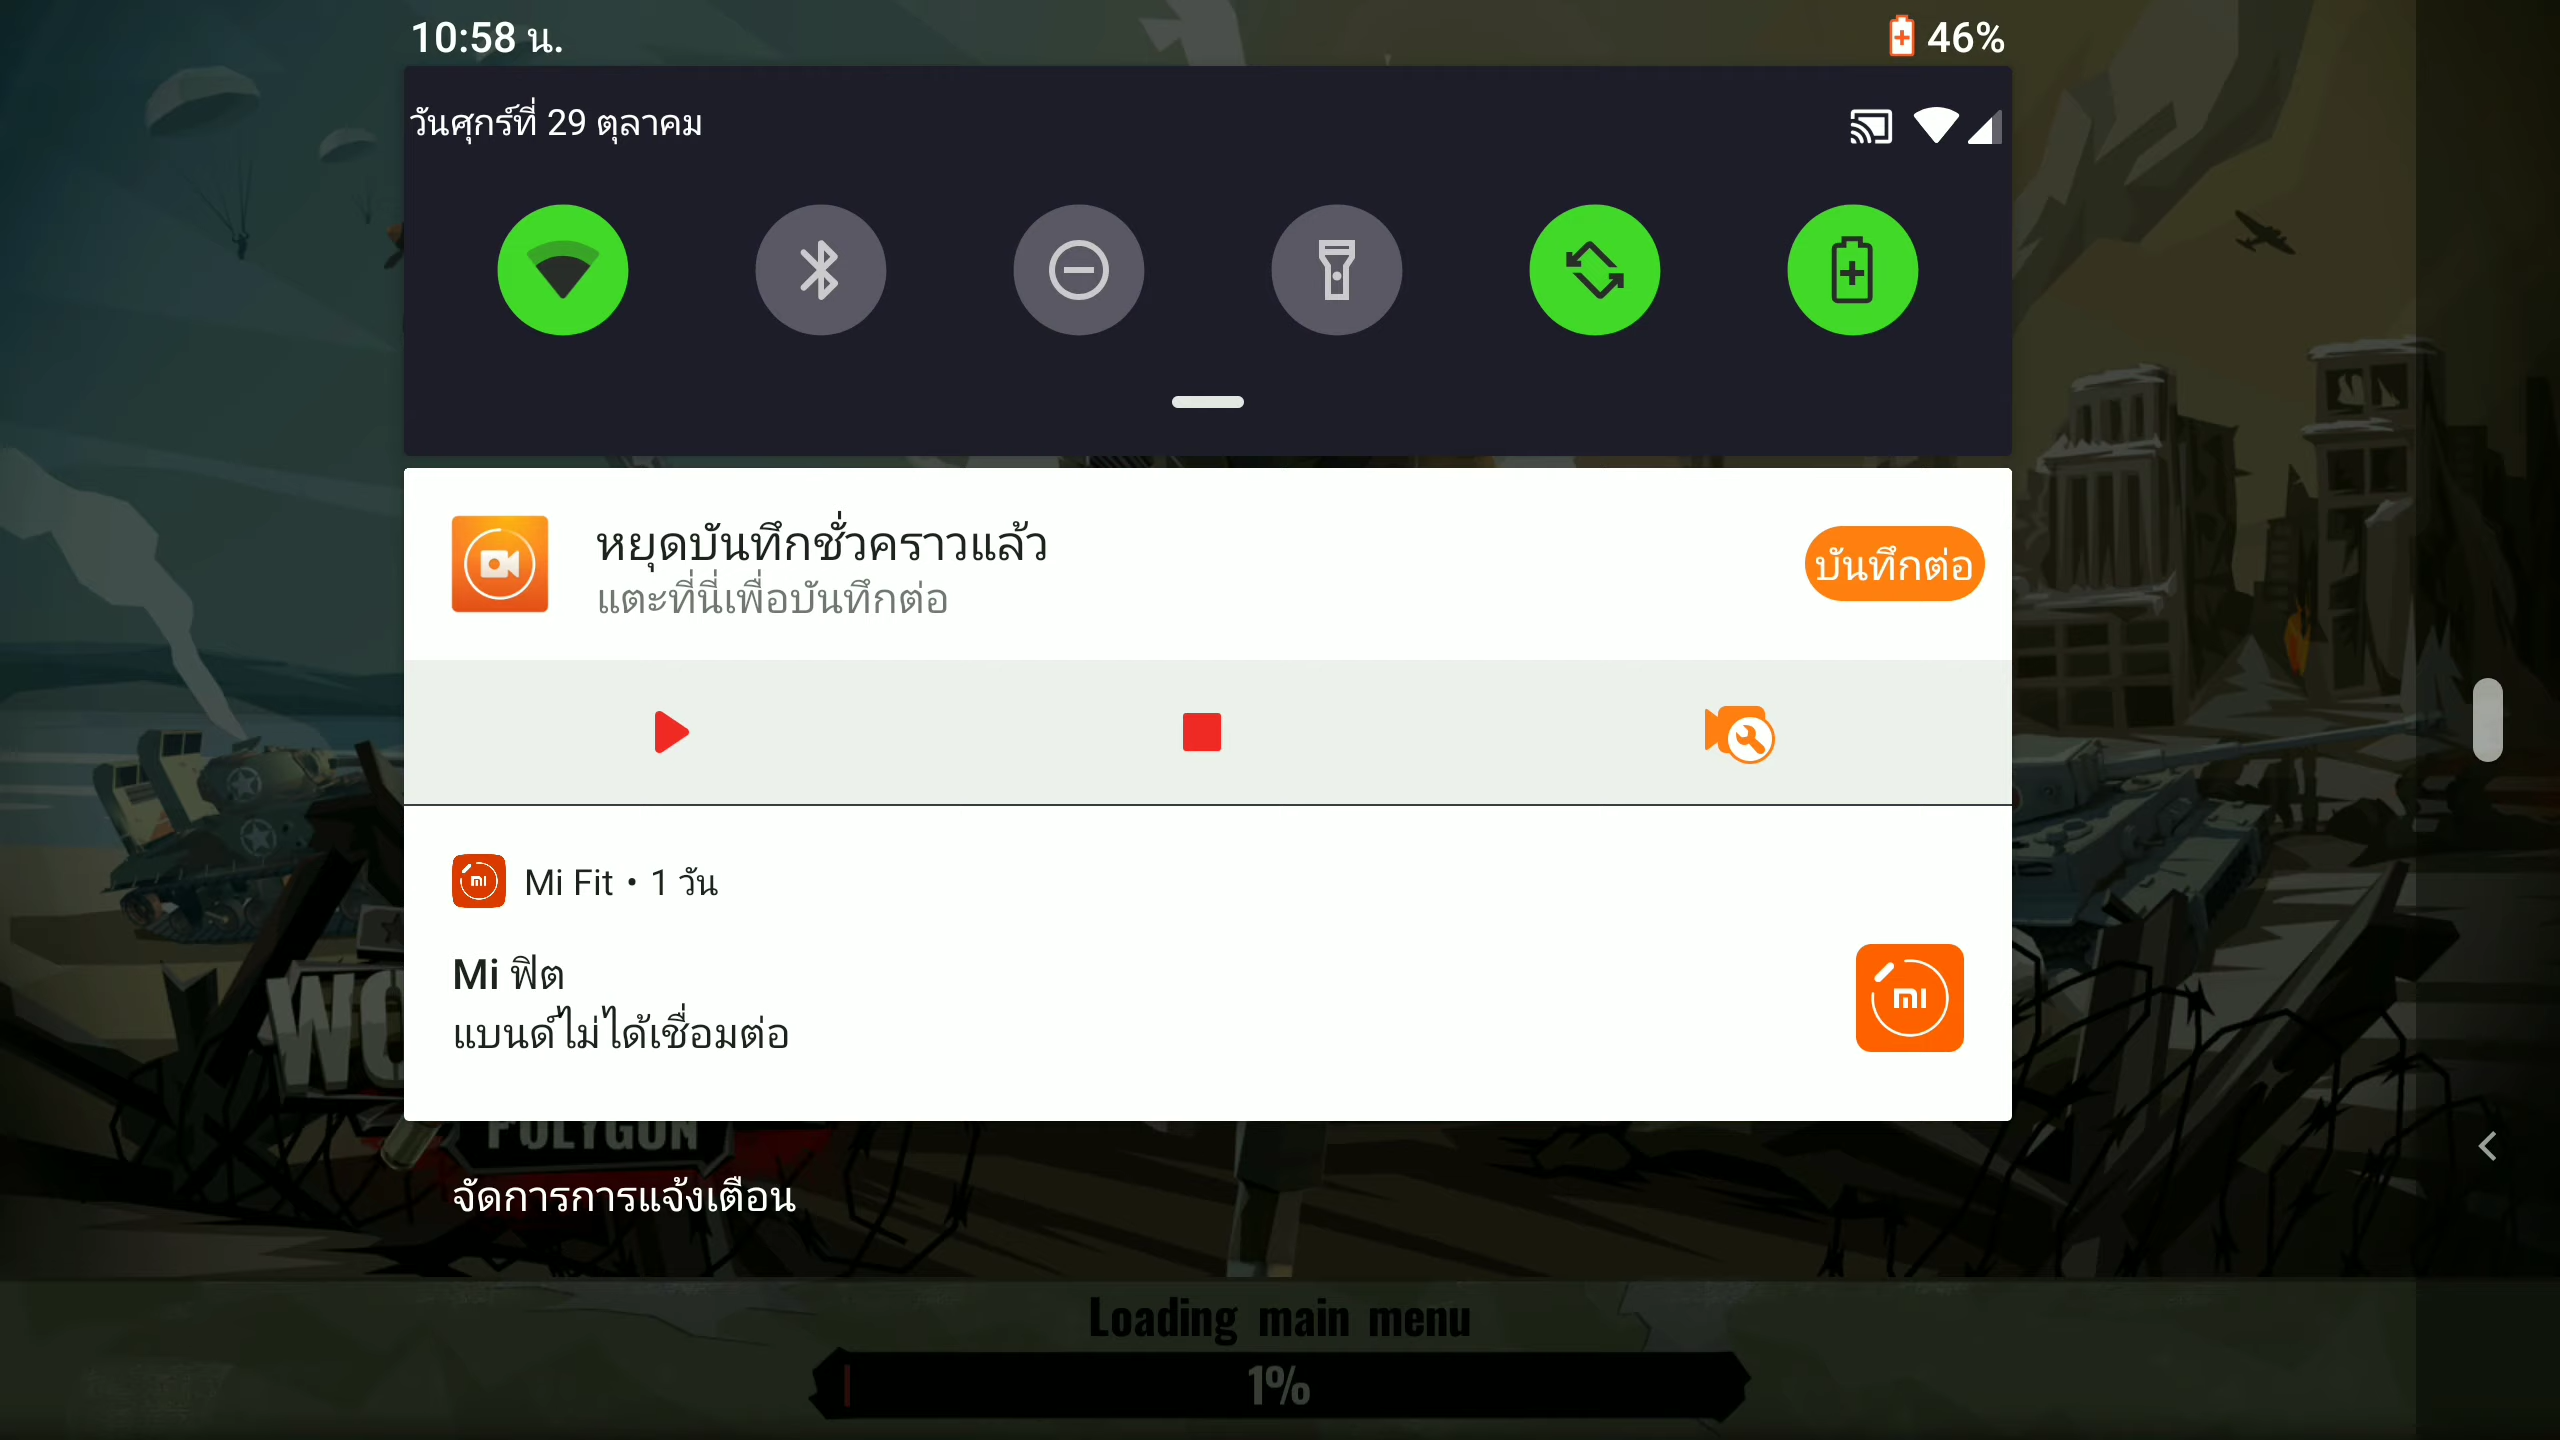 10:58 น.
46%
วันศุกร์ที่ 29 ตุลาคม
หยุดบันทึกชั่วคราวแล้ว
แตะที่นี่เพื่อบันทึกต่อ
บันทึกต่อ
Mi Fit • 1 วัน
Mi ฟิต
แบนด์ไม่ได้เชื่อมต่อ
WO
POLYGON
จัดการการแจ้งเตือน
Loading main menu
1%